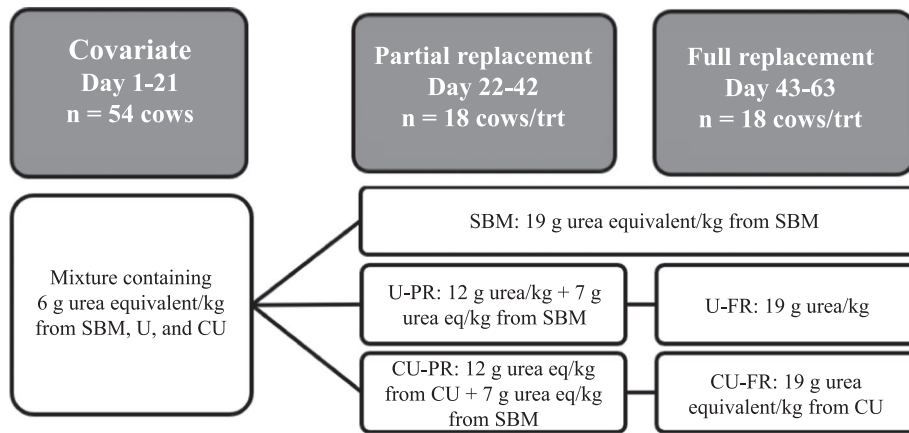 Covariate
Day 1-21
n = 54 cows
Partial replacement
Day 22-42
n = 18 cows/trt
Full replacement
Day 43-63
n = 18 cows/trt
Mixture containing
6 g urea equivalent/kg
from SBM, U, and CU
SBM: 19 g urea equivalent/kg from SBM
U-PR: 12 g urea/kg + 7 g
urea eq/kg from SBM
U-FR: 19 g urea/kg
CU-PR: 12 g urea eq/kg
from CU + 7 g urea eq/kg
from SBM
CU-FR: 19 g urea
equivalent/kg from CU